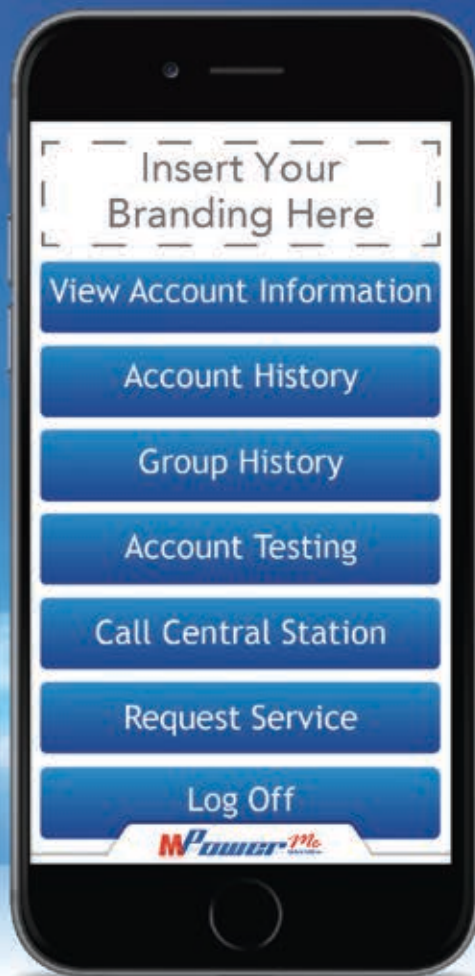 Insert Your
Branding Here
View Account Information
Account History
Group History
Account Testing
Call Central Station
Request Service
Log Off
MPower Me